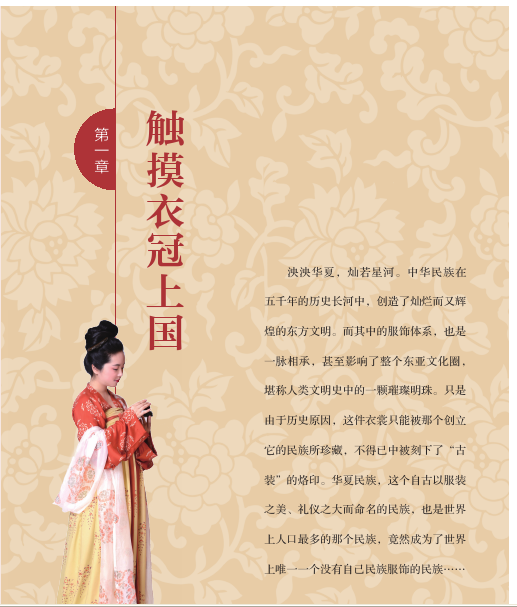 第一章
触摸衣冠上国
泱泱华夏，灿若星河。中华民族在
五千年的历史长河中，创造了灿烂而又辉
煌的东方文明。而其中的服饰体系，也是
一脉相承，甚至影响了整个东亚文化圈，
堪称人类文明史中的一颗璀璨明珠。只是
由于历史原因，这件衣裳只能被那个创立
它的民族所珍藏，不得已中被刻下了“古
装”的烙印。华夏民族，这个自古以服装
之美、礼仪之大而命名的民族，也是世界
上人口最多的那个民族，竟然成为了世界
上唯一一个没有自己民族服饰的民族……